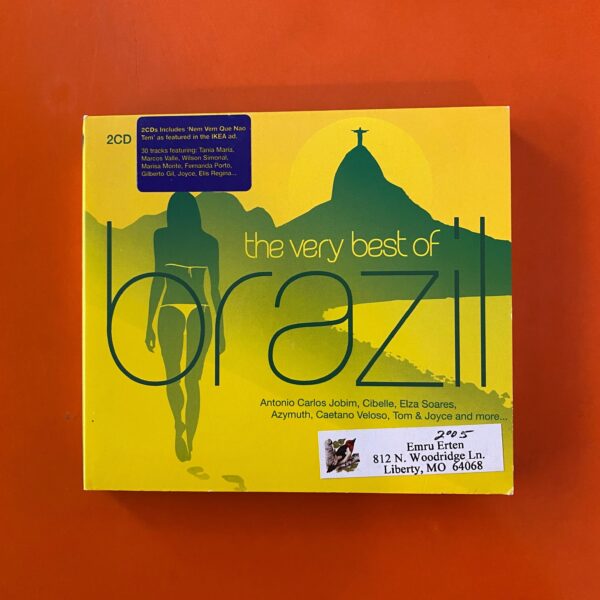 2CD
2CDs Includes 'Nem Vem Que Nao
Tem' as featured in the IKEA ad.
30 tracks featuring: Tania Maria,
Marcos Valle, Wilson Simonal,
Marisa Monte, Fernanda Porto,
Gilberto Gil, Joyce, Elis Regina...
the very best of
brazil
Antonio Carlos Jobim, Cibelle, Elza Soares,
Azymuth, Caetano Veloso, Tom & Joyce and more...
2005
Emru Erten
812 N. Woodridge Ln.
Liberty, MO 64068